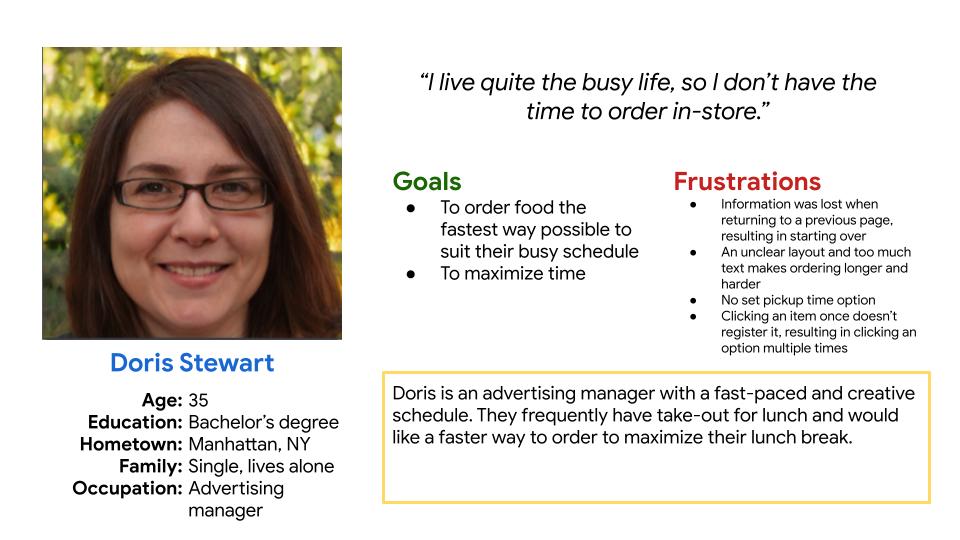 “I live quite the busy life, so I don’t have the
time to order in-store.”
Goals
● To order food the
fastest way possible to
suit their busy schedule
● To maximize time
Frustrations
● Information was lost when
returning to a previous page,
resulting in starting over
● An unclear layout and too much
text makes ordering longer and
harder
● No set pickup time option
● Clicking an item once doesn’t
register it, resulting in clicking an
option multiple times
Doris Stewart
Age: 35
Education: Bachelor’s degree
Hometown: Manhattan, NY
Family: Single, lives alone
Occupation: Advertising
manager
Doris is an advertising manager with a fast-paced and creative
schedule. They frequently have take-out for lunch and would
like a faster way to order to maximize their lunch break.